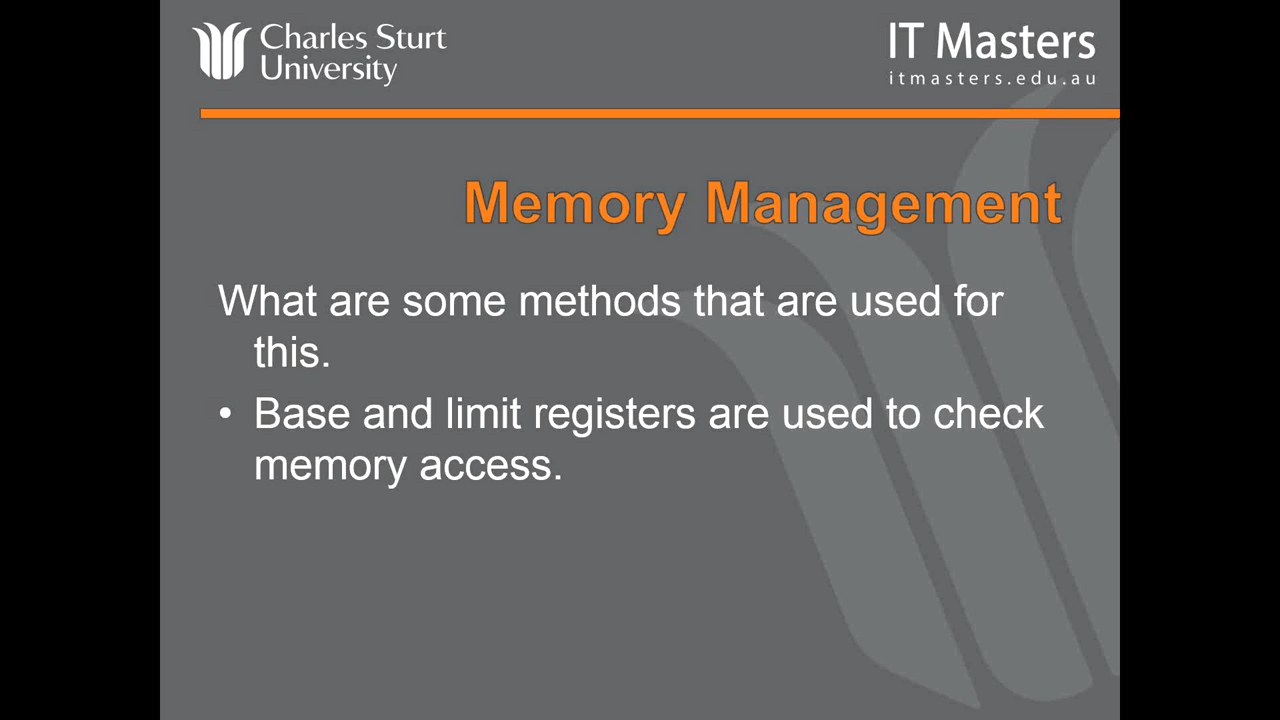 Charles Sturt
University
IT Masters
itmasters.edu.au
Memory Management
What are some methods that are used for
this.
• Base and limit registers are used to check
memory access.